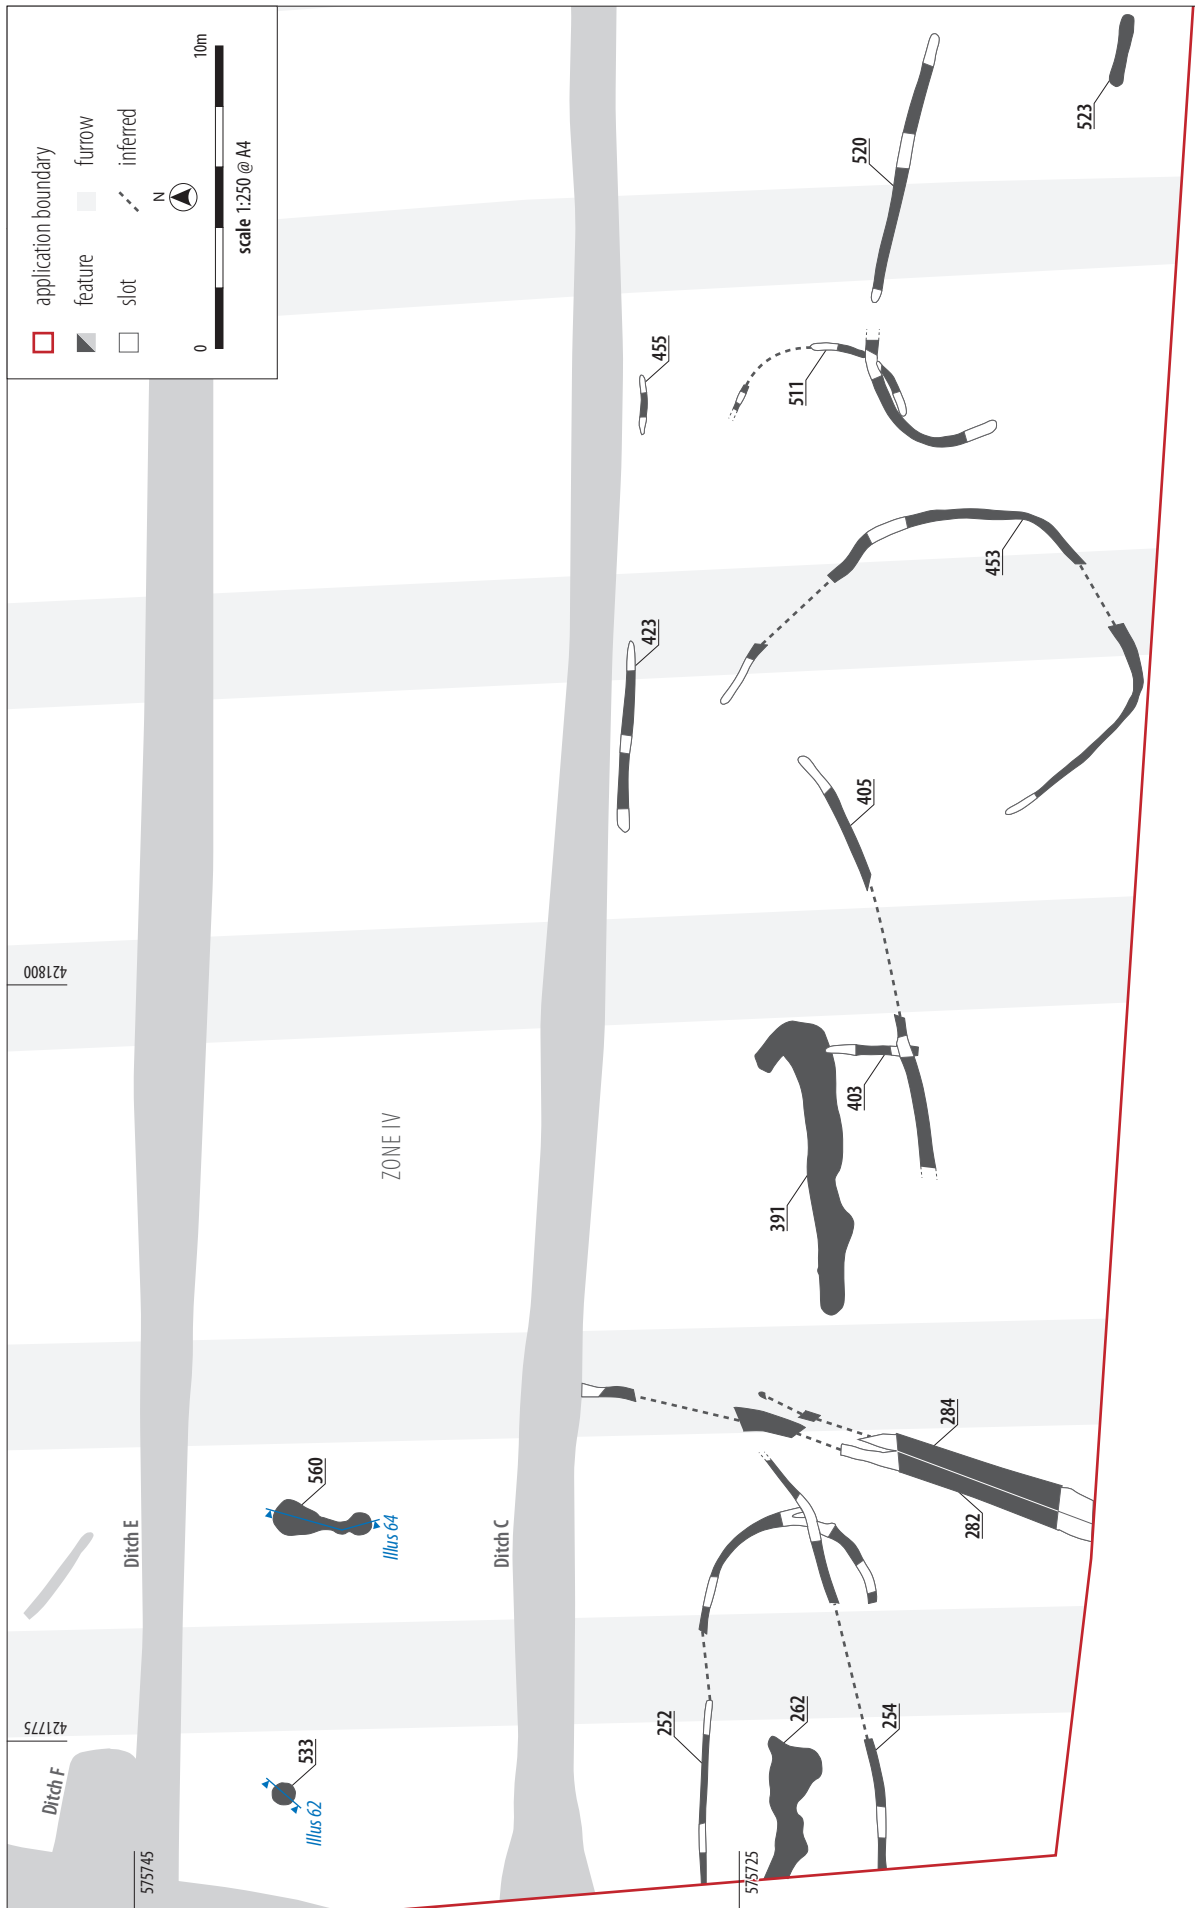 application boundary
feature
furrow
slot
inferred
N
0
10m
scale 1:250 @ A4
523
520
455
511
453
423
405
421800
403
391
ZONE IV
284
282
560
Illus 64
Ditch E
Ditch C
252
262
254
421775
533
Illus 62
Ditch F
575745
575725